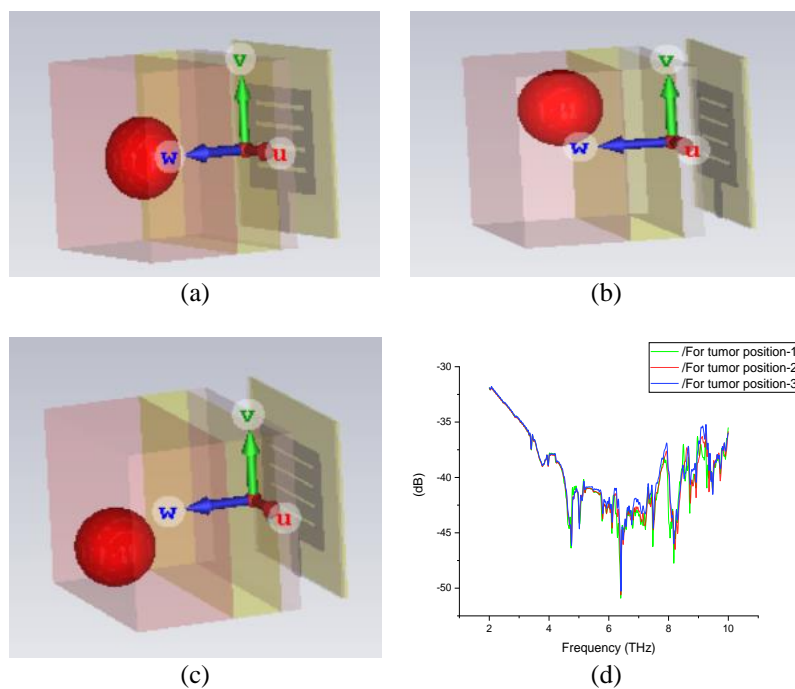 v
w
u
(a)
v
w
u
(b)
v
w
u
(c)
/For tumor position-1
/For tumor position-2
/For tumor position-3
-30
-35
-40
-45
-50
(dB)
2 4 6 8 10
Frequency (THz)
(d)